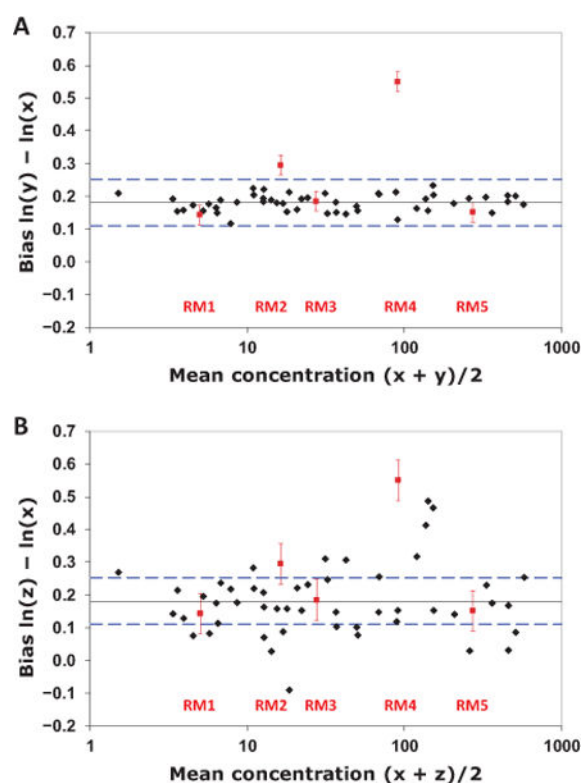 A
0.7
0.6
0.5
0.4
0.3
0.2
0.1
0.0
−0.1
−0.2
Bias ln(y) − ln(x)
RM1 RM2 RM3 RM4 RM5
1 10 100 1000
Mean concentration (x + y)/2
B
0.7
0.6
0.5
0.4
0.3
0.2
0.1
0.0
−0.1
−0.2
Bias ln(z) − ln(x)
RM1 RM2 RM3 RM4 RM5
1 10 100 1000
Mean concentration (x + z)/2